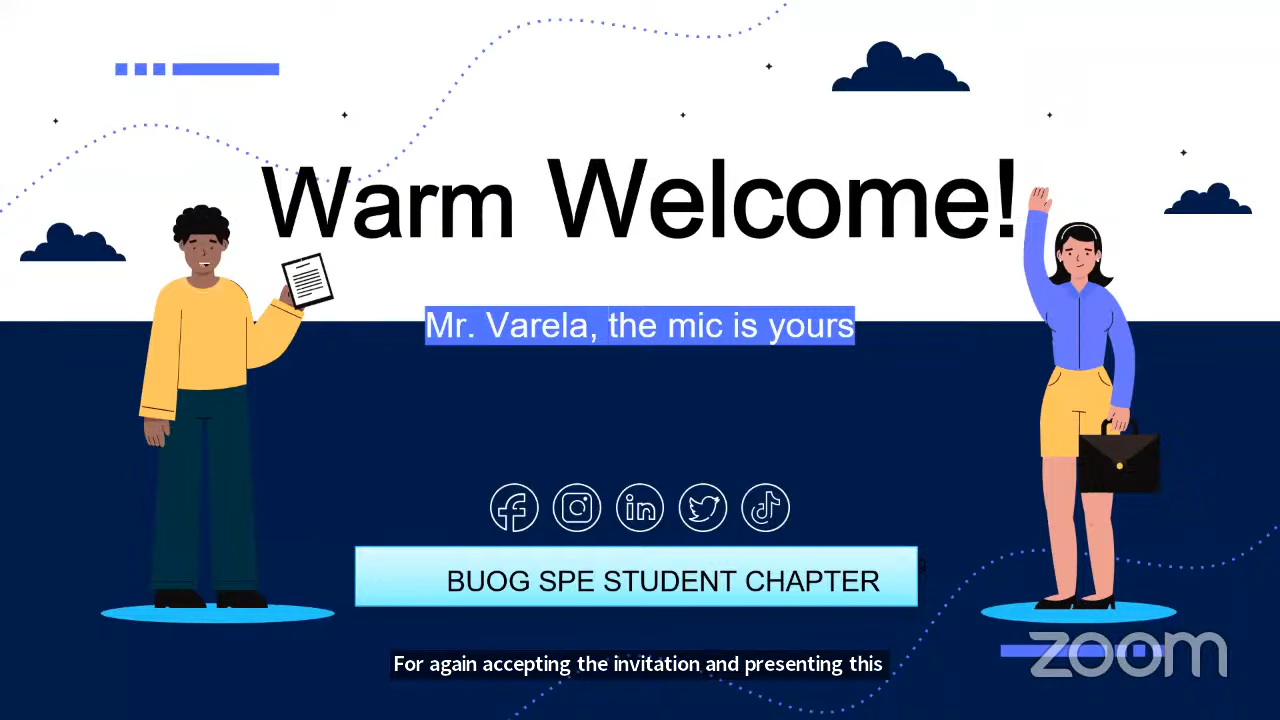 Warm Welcome!
Mr. Varela, the mic is yours
BUOG SPE STUDENT CHAPTER
For again accepting the invitation and presenting this
zoom